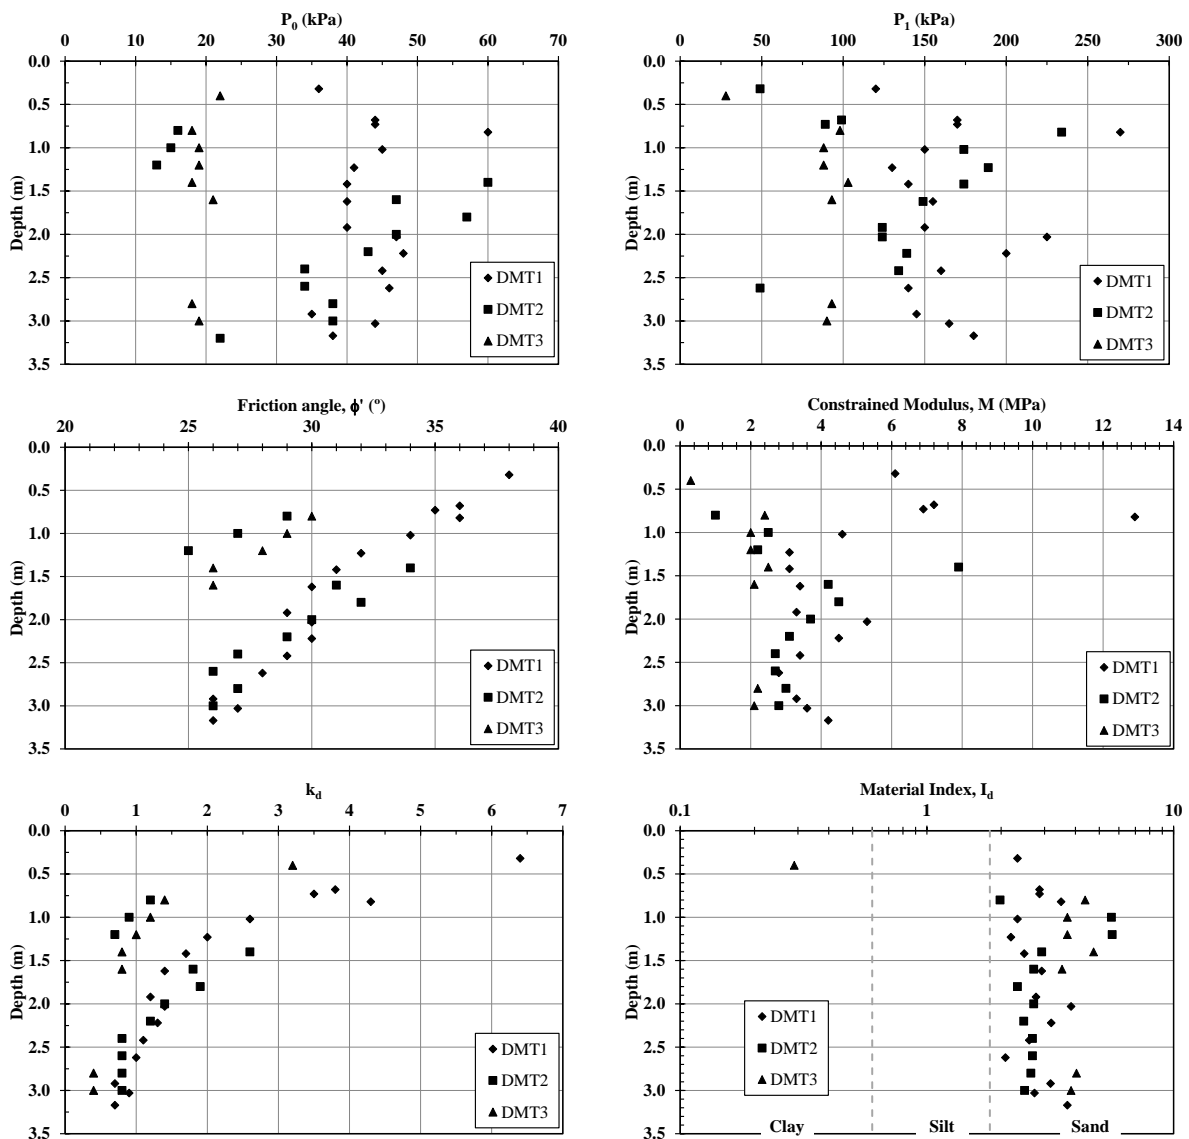 P0 (kPa)
0 10 20 30 40 50 60 70
0.0
0.5
1.0
1.5
2.0
2.5
3.0
3.5
Depth (m)
DMT1
DMT2
DMT3
P1 (kPa)
0 50 100 150 200 250 300
0.0
0.5
1.0
1.5
2.0
2.5
3.0
3.5
Depth (m)
DMT1
DMT2
DMT3
Friction angle, ϕ' (º)
20 25 30 35 40
0.0
0.5
1.0
1.5
2.0
2.5
3.0
3.5
Depth (m)
DMT1
DMT2
DMT3
Constrained Modulus, M (MPa)
0 2 4 6 8 10 12 14
0.0
0.5
1.0
1.5
2.0
2.5
3.0
3.5
Depth (m)
DMT1
DMT2
DMT3
kd
0 1 2 3 4 5 6 7
0.0
0.5
1.0
1.5
2.0
2.5
3.0
3.5
Depth (m)
DMT1
DMT2
DMT3
Material Index, Id
0.1 1 10
0.0
0.5
1.0
1.5
2.0
2.5
3.0
3.5
Depth (m)
DMT1
DMT2
DMT3
Clay Silt Sand